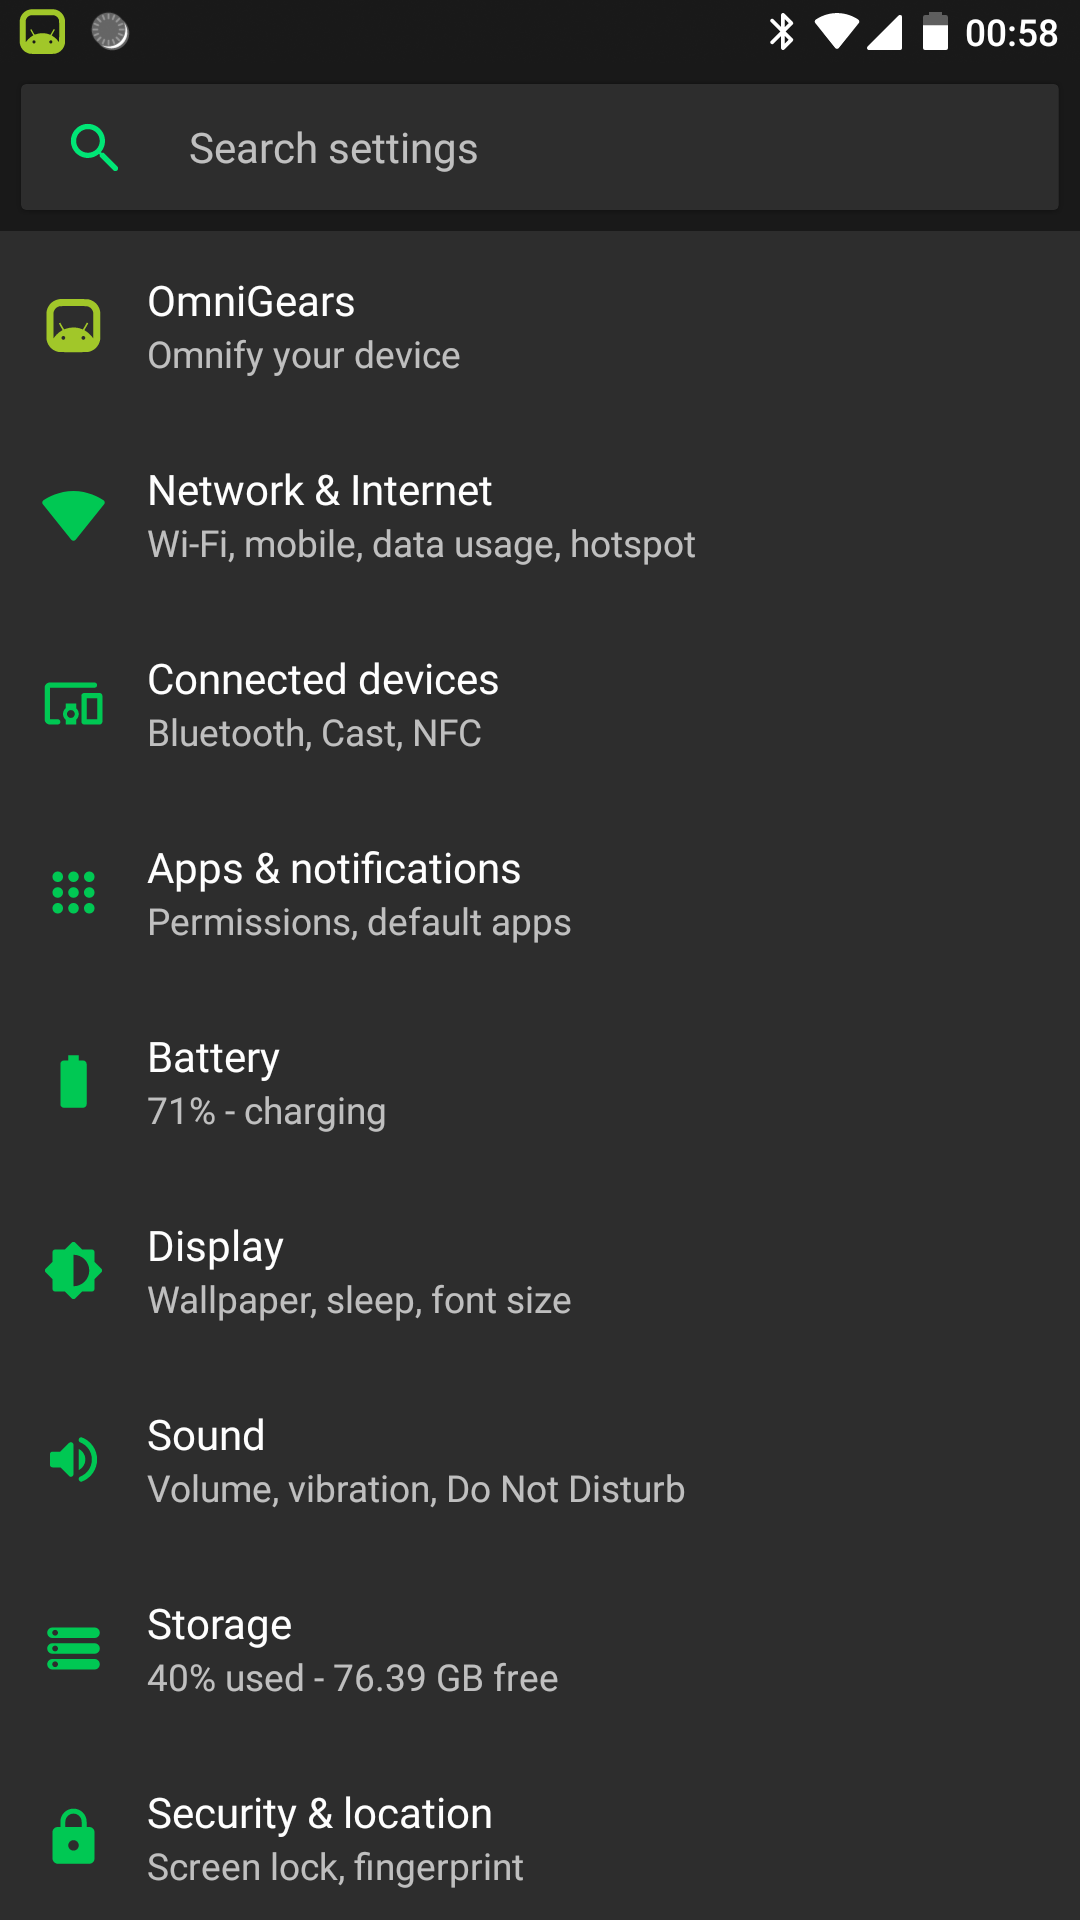 00:58
Search settings
OmniGears
Omnify your device
Network & Internet
Wi-Fi, mobile, data usage, hotspot
Connected devices
Bluetooth, Cast, NFC
Apps & notifications
Permissions, default apps
Battery
71% - charging
Display
Wallpaper, sleep, font size
Sound
Volume, vibration, Do Not Disturb
Storage
40% used - 76.39 GB free
Security & location
Screen lock, fingerprint